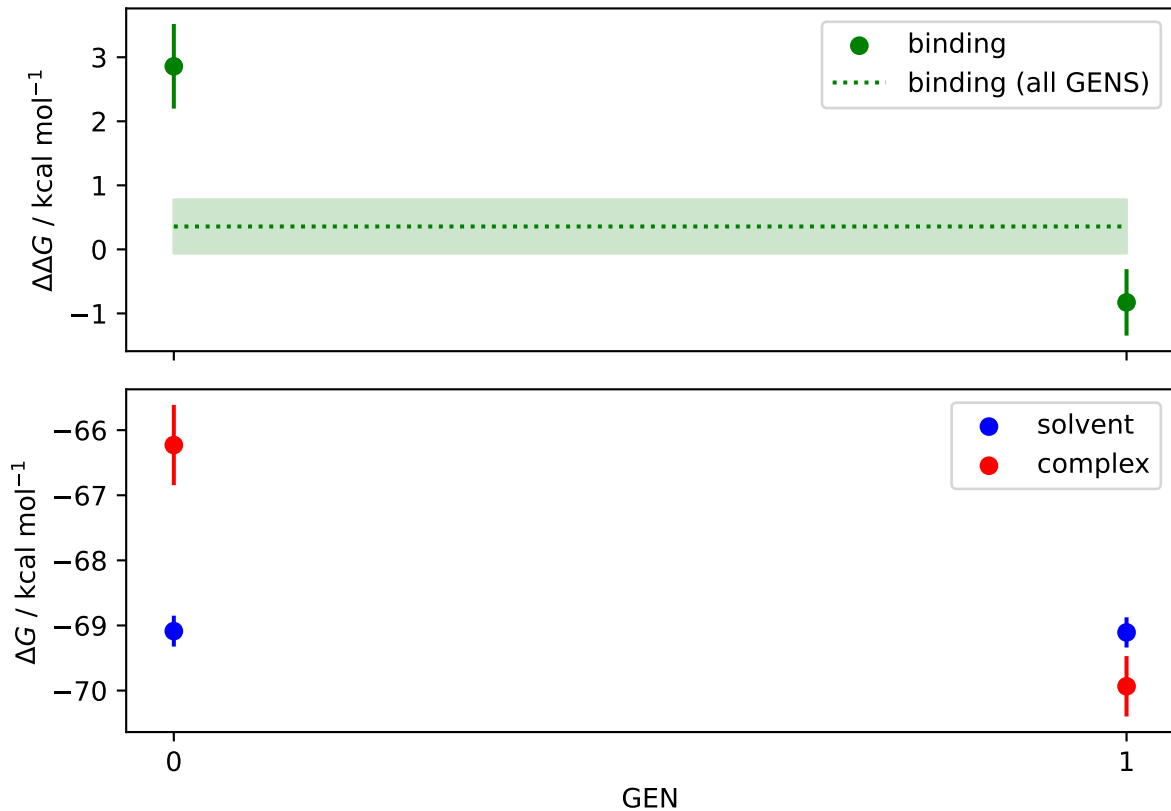 ΔΔG / kcal mol⁻¹
3
2
1
0
−1
binding
binding (all GENS)
ΔG / kcal mol⁻¹
−66
−67
−68
−69
−70
solvent
complex
0
1
GEN